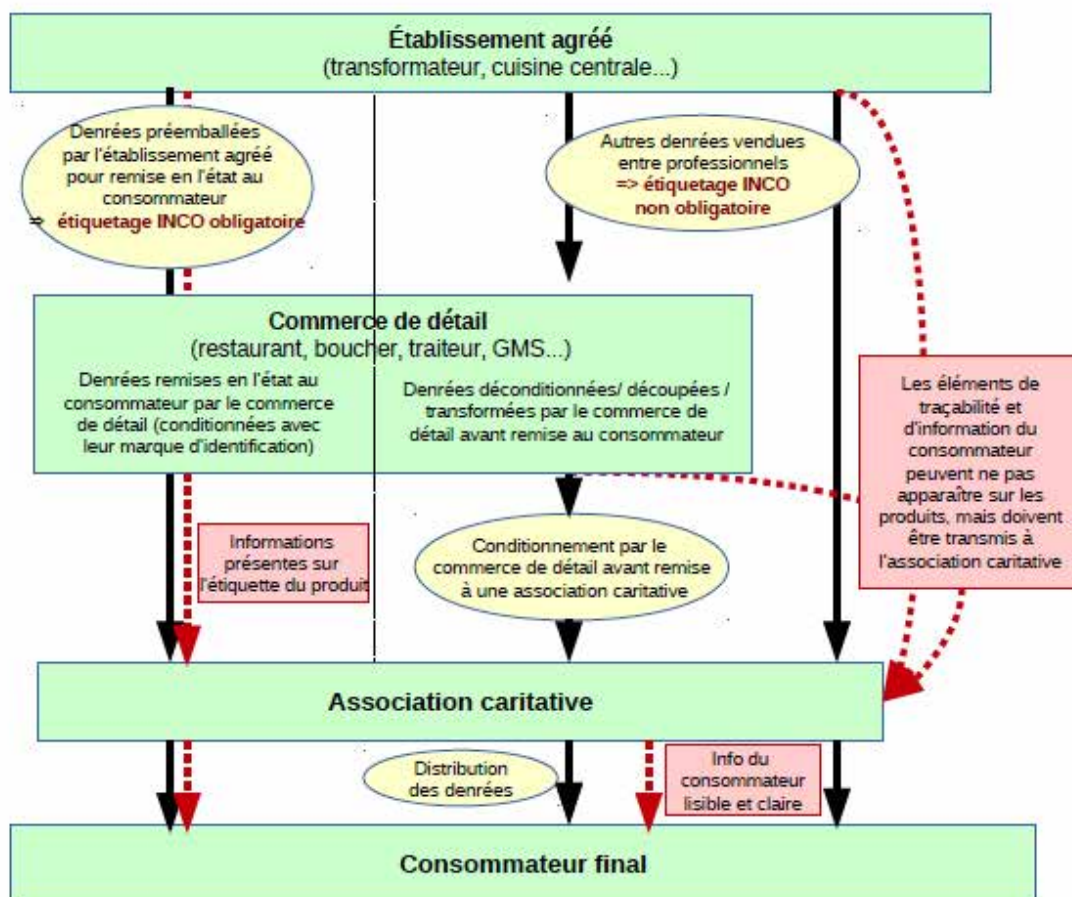 Établissement agréé
(transformateur, cuisine centrale...)
Denrées préemballées
par l'établissement agréé
pour remise en l'état au
consommateur
=> étiquetage INCO obligatoire
Autres denrées vendues
entre professionnels
=> étiquetage INCO
non obligatoire
Commerce de détail
(restaurant, boucher, traiteur, GMS...)
Denrées remises en l'état au
consommateur par le commerce
de détail (conditionnées avec
leur marque d'identification)
Denrées déconditionnées/ découpées /
transformées par le commerce de
détail avant remise au consommateur
Les éléments de
traçabilité et
d'information du
consommateur
peuvent ne pas
apparaître sur les
produits, mais doivent
être transmis à
l'association caritative
Informations
présentes sur
l'étiquette du produit
Conditionnement par le
commerce de détail avant remise
à une association caritative
Association caritative
Distribution
des denrées
Info du
consommateur
lisible et claire
Consommateur final